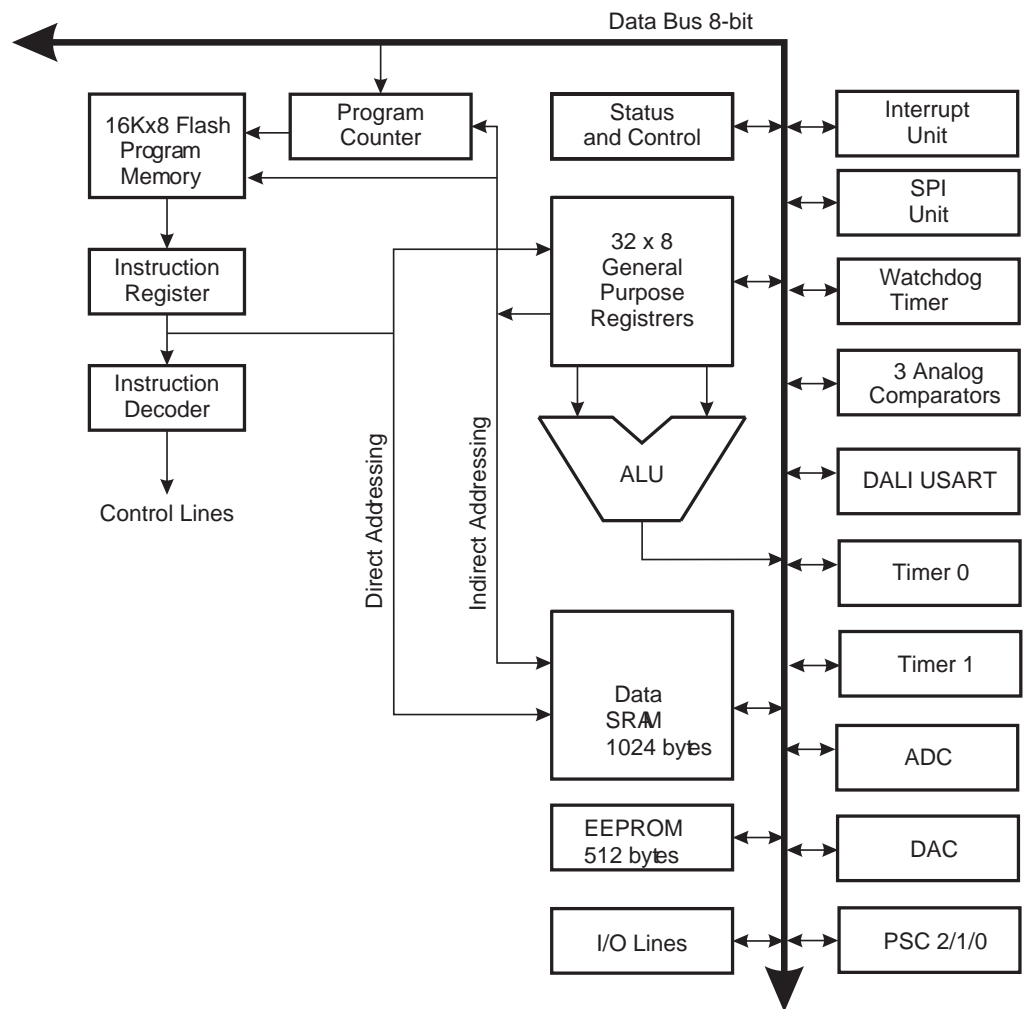 Data Bus 8-bit
16Kx8 Flash
Program
Memory
Program
Counter
Status
and Control
Interrupt
Unit
SPI
Unit
Instruction
Register
32 x 8
General
Purpose
Registrers
Watchdog
Timer
Instruction
Decoder
3 Analog
Comparators
Control Lines
Direct Addressing
Indirect Addressing
ALU
DALI USART
Timer 0
Timer 1
Data
SRAM
1024 bytes
ADC
EEPROM
512 bytes
DAC
I/O Lines
PSC 2/1/0